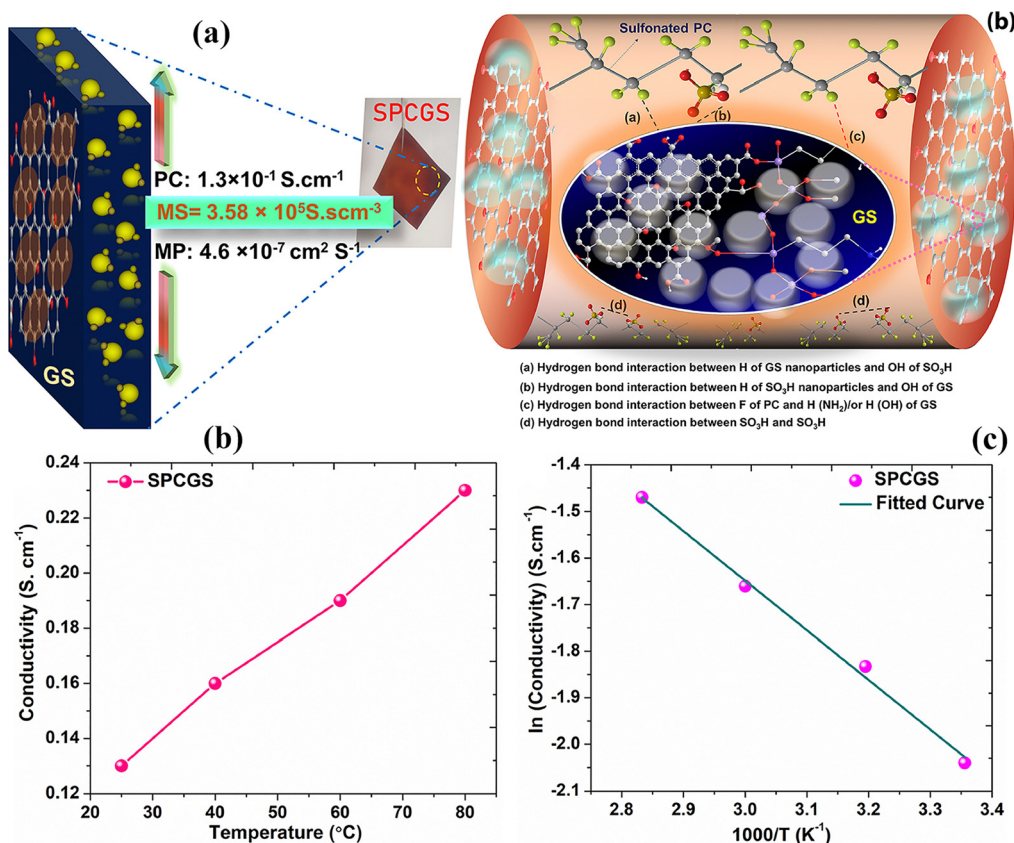 (a)
SPCGS
PC: 1.3×10⁻¹ S.cm⁻¹
MS= 3.58 × 10⁵S.scm⁻³
MP: 4.6 ×10⁻⁷ cm² S⁻¹
GS
(b)
Sulfonated PC
(a)
(b)
(c)
GS
(d)
(d)
(a) Hydrogen bond interaction between H of GS nanoparticles and OH of SO₃H
(b) Hydrogen bond interaction between H of SO₃H nanoparticles and OH of GS
(c) Hydrogen bond interaction between F of PC and H (NH₂)/or H (OH) of GS
(d) Hydrogen bond interaction between SO₃H and SO₃H
(b)
SPCGS
Conductivity (S. cm⁻¹)
0.24
0.22
0.20
0.18
0.16
0.14
0.12
20 30 40 50 60 70 80
Temperature (°C)
(c)
SPCGS
Fitted Curve
ln (Conductivity) (S.cm⁻¹)
-1.4
-1.5
-1.6
-1.7
-1.8
-1.9
-2.0
-2.1
2.8 2.9 3.0 3.1 3.2 3.3 3.4
1000/T (K⁻¹)